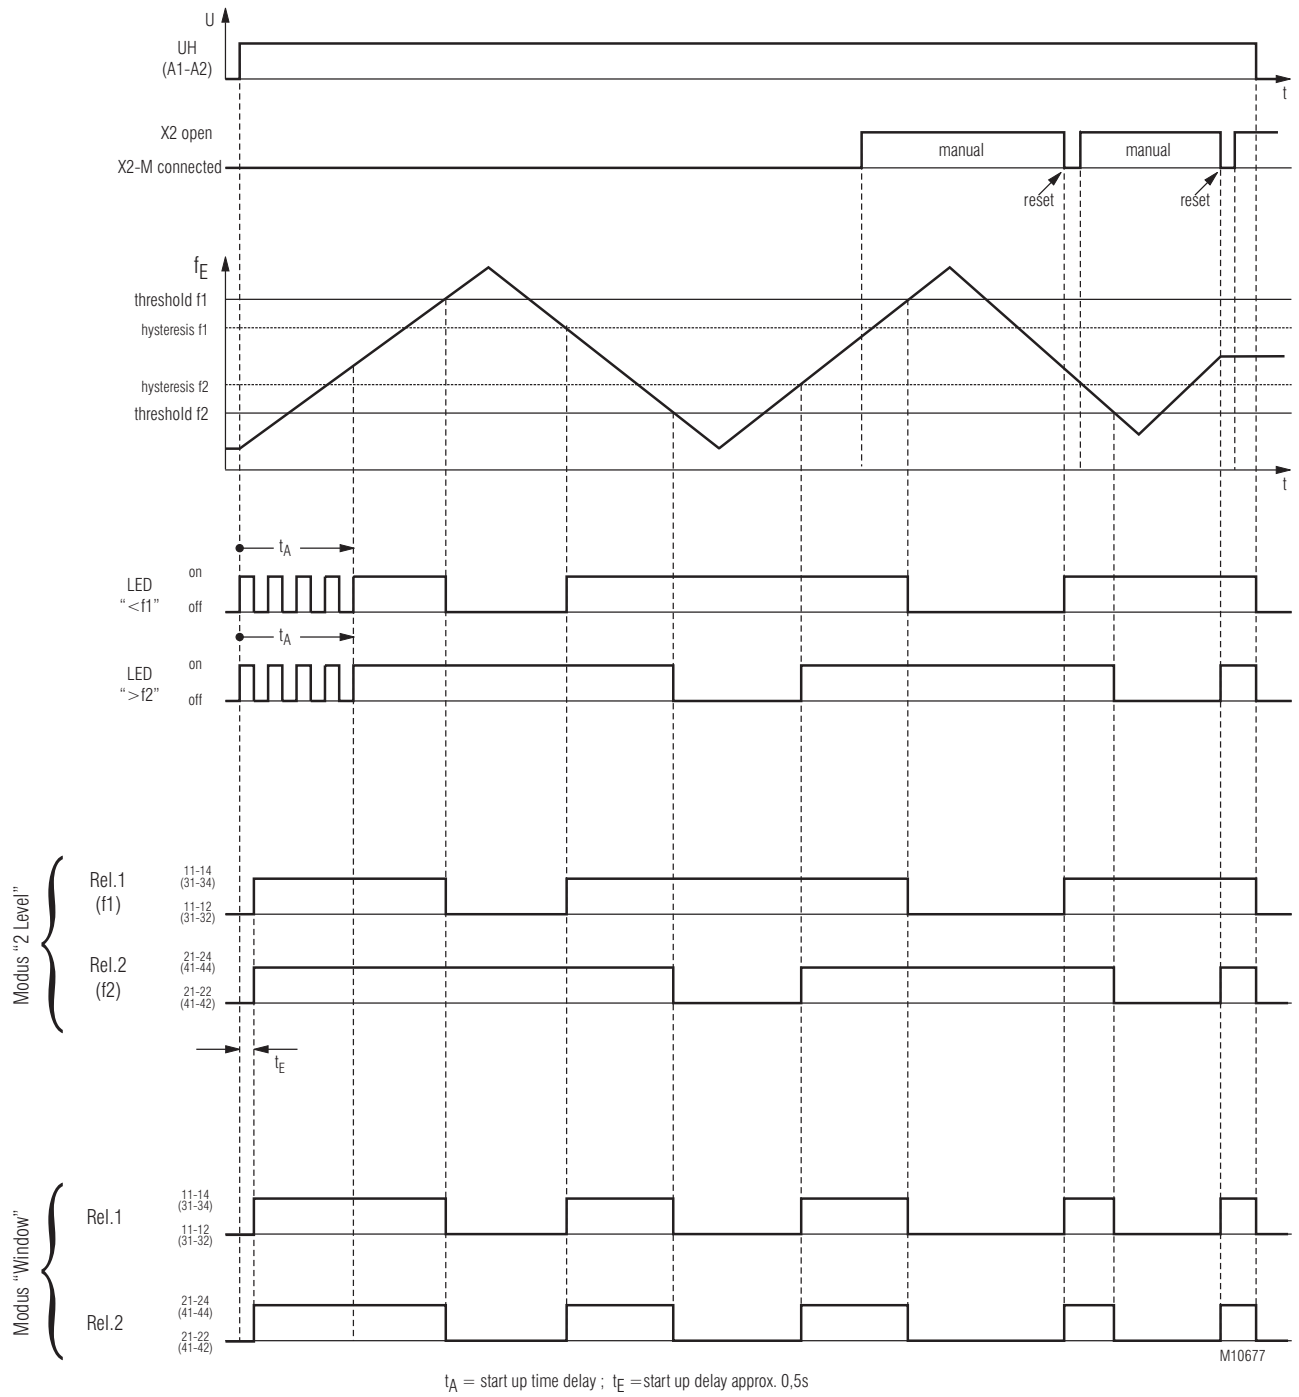 U
UH
(A1-A2)
t
X2 open
manual
manual
X2-M connected
reset
reset
fE
threshold f1
hysteresis f1
hysteresis f2
threshold f2
t
tA
LED
“<f1”
on
off
tA
LED
“>f2”
on
off
Modus “2 Level”
Rel.1
(f1)
11-14
(31-34)
11-12
(31-32)
Rel.2
(f2)
21-24
(41-44)
21-22
(41-42)
tE
Modus “Window”
Rel.1
11-14
(31-34)
11-12
(31-32)
Rel.2
21-24
(41-44)
21-22
(41-42)
M10677
tA = start up time delay ; tE =start up delay approx. 0,5s